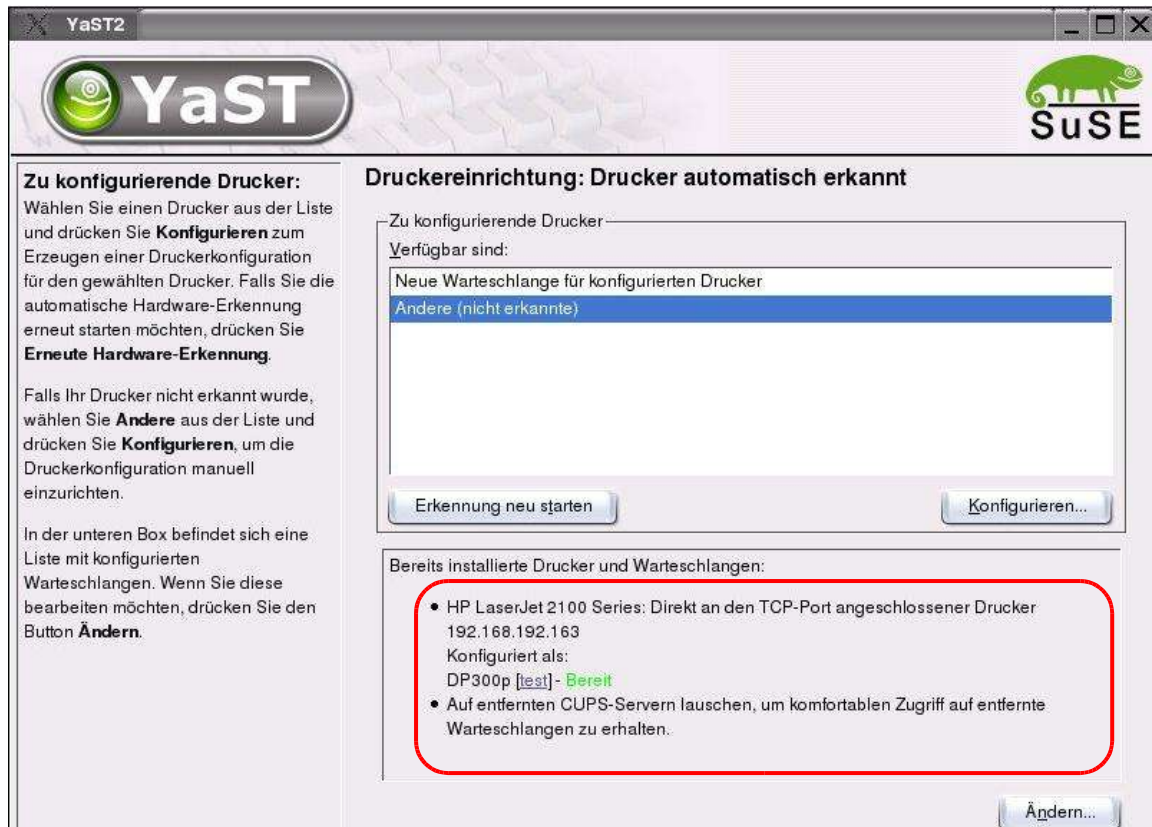 YaST2
YaST
SuSE
Zu konfigurierende Drucker:
Wählen Sie einen Drucker aus der Liste
und drücken Sie Konfigurieren zum
Erzeugen einer Druckerkonfiguration
für den gewählten Drucker. Falls Sie die
automatische Hardware-Erkennung
erneut starten möchten, drücken Sie
Erneute Hardware-Erkennung.
Falls Ihr Drucker nicht erkannt wurde,
wählen Sie Andere aus der Liste und
drücken Sie Konfigurieren, um die
Druckerkonfiguration manuell
einzurichten.
In der unteren Box befindet sich eine
Liste mit konfigurierten
Warteschlangen. Wenn Sie diese
bearbeiten möchten, drücken Sie den
Button Ändern.
Druckereinrichtung: Drucker automatisch erkannt
Zu konfigurierende Drucker
Verfügbar sind:
Neue Warteschlange für konfigurierten Drucker
Andere (nicht erkannte)
Erkennung neu starten
Konfigurieren...
Bereits installierte Drucker und Warteschlangen:
• HP LaserJet 2100 Series: Direkt an den TCP-Port angeschlossener Drucker
192.168.192.163
Konfiguriert als:
DP300p [test] - Bereit
• Auf entfernten CUPS-Servern lauschen, um komfortablen Zugriff auf entfernte
Warteschlangen zu erhalten.
Ändern...